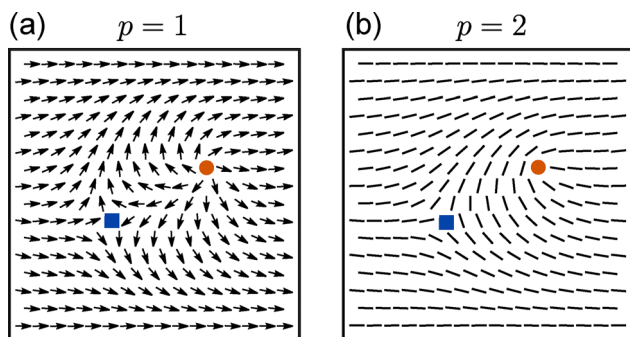 (a) p = 1
(b) p = 2